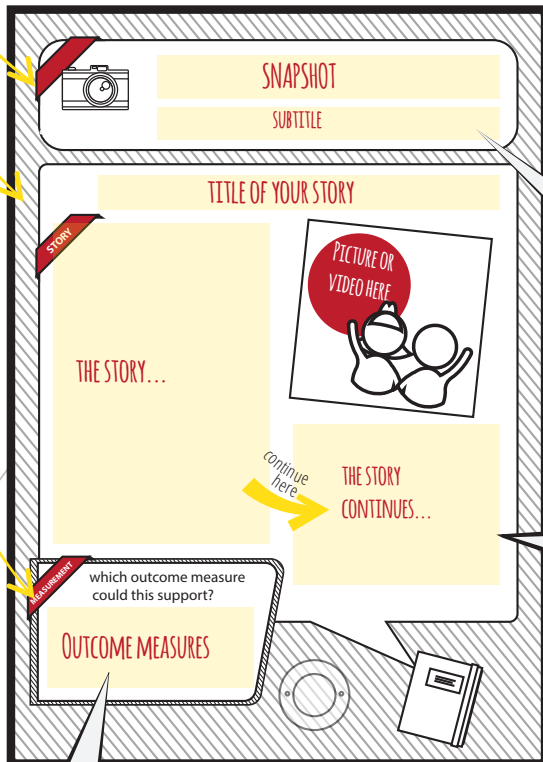 SNAPSHOT
SUBTITLE
TITLE OF YOUR STORY
STORY
PICTURE OR
VIDEO HERE
THE STORY...
continue
here
THE STORY
CONTINUES...
MEASUREMENT
which outcome measure
could this support?
OUTCOME MEASURES